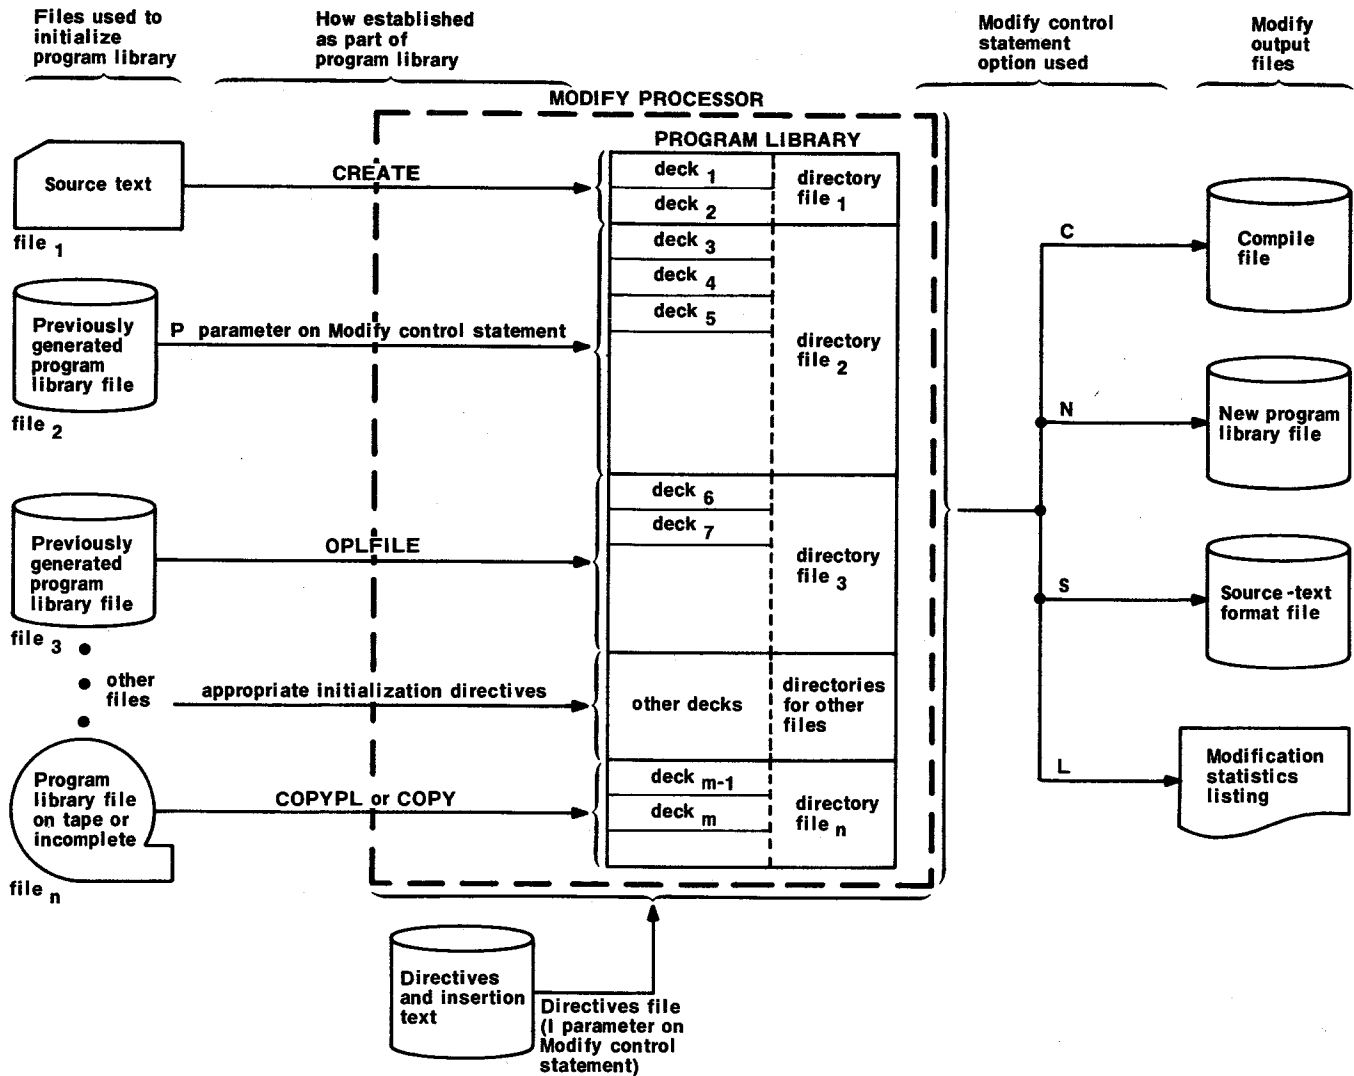 Files used to
initialize
program library
How established
as part of
program library
Modify control
statement
option used
Modify
output
files
MODIFY PROCESSOR
PROGRAM LIBRARY
Source text
file 1
CREATE
deck 1
deck 2
directory
file 1
Previously
generated
program
library file
file 2
P parameter on Modify control statement
deck 3
deck 4
deck 5
directory
file 2
Previously
generated
program
library file
file 3
OPLFILE
deck 6
deck 7
directory
file 3
other
files
appropriate initialization directives
other decks
directories
for other
files
Program
library file
on tape or
incomplete
file n
COPYPL or COPY
deck m-1
deck m
directory
file n
C
Compile
file
N
New program
library file
S
Source-text
format file
L
Modification
statistics
listing
Directives
and insertion
text
Directives file
(I parameter on
Modify control
statement)